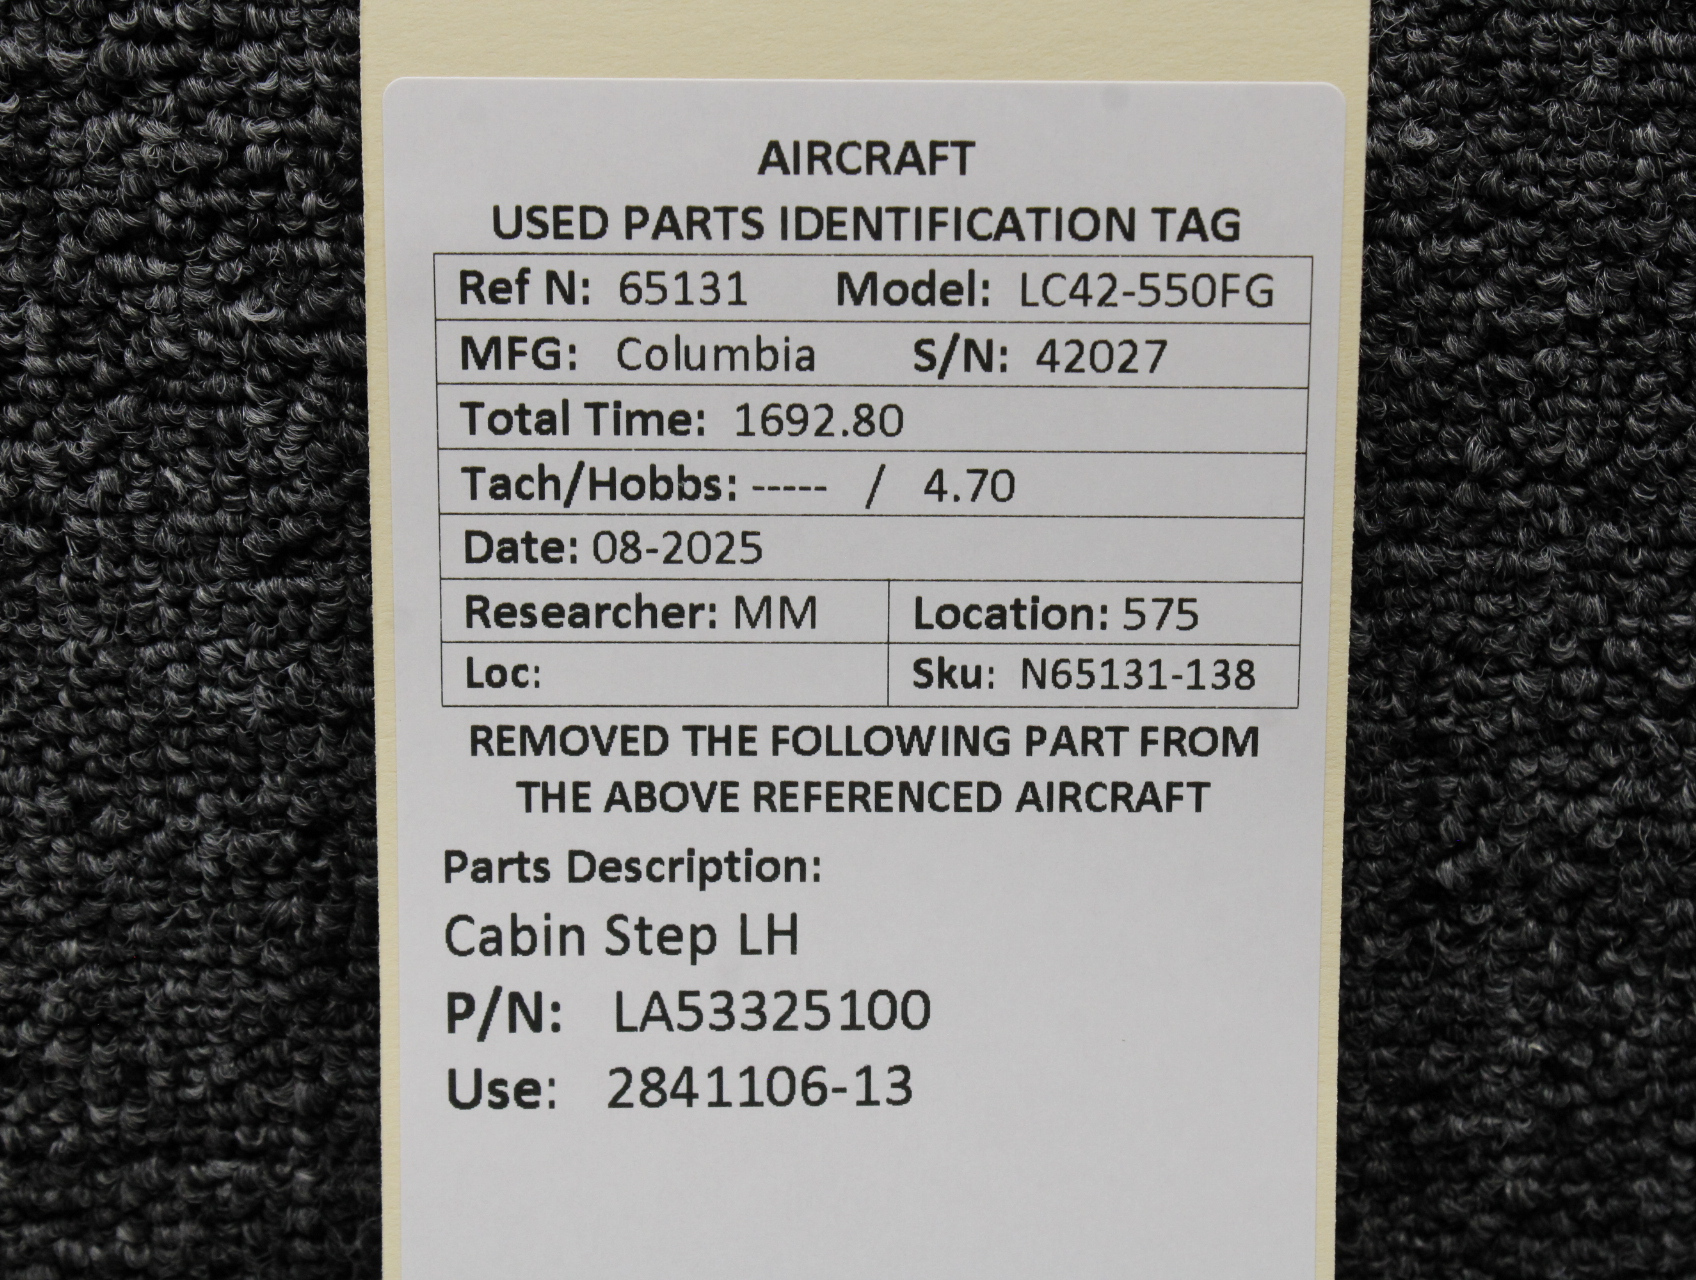 AIRCRAFT
USED PARTS IDENTIFICATION TAG
Ref N: 65131 Model: LC42-550FG
MFG: Columbia S/N: 42027
Total Time: 1692.80
Tach/Hobbs: ----- / 4.70
Date: 08-2025
Researcher: MM Location: 575
Loc: Sku: N65131-138
REMOVED THE FOLLOWING PART FROM
THE ABOVE REFERENCED AIRCRAFT
Parts Description:
Cabin Step LH
P/N: LA53325100
Use: 2841106-13